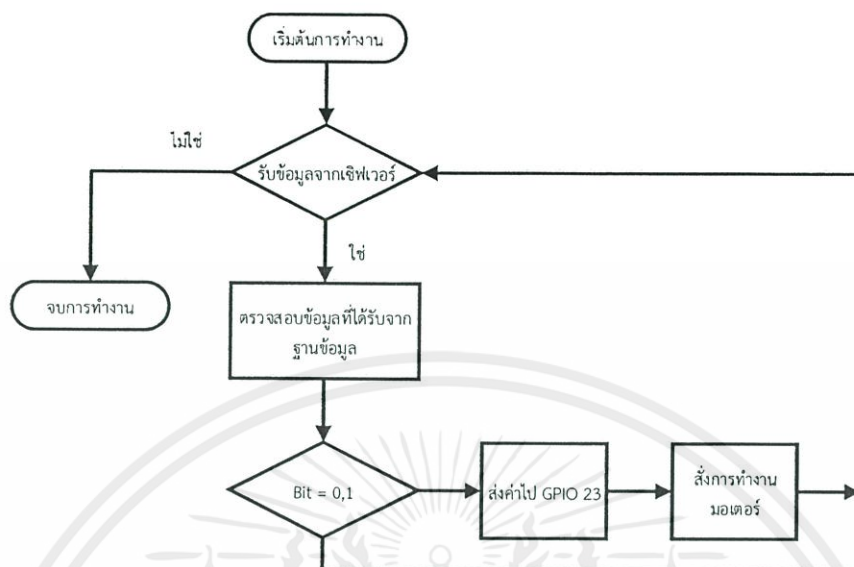 เริ่มต้นการทำงาน
ไม่ใช่
รับข้อมูลจากเซิฟเวอร์
ใช่
จบการทำงาน
ตรวจสอบข้อมูลที่ได้รับจาก
ฐานข้อมูล
Bit = 0,1
ส่งค่าไป GPIO 23
สั่งการทำงาน
มอเตอร์